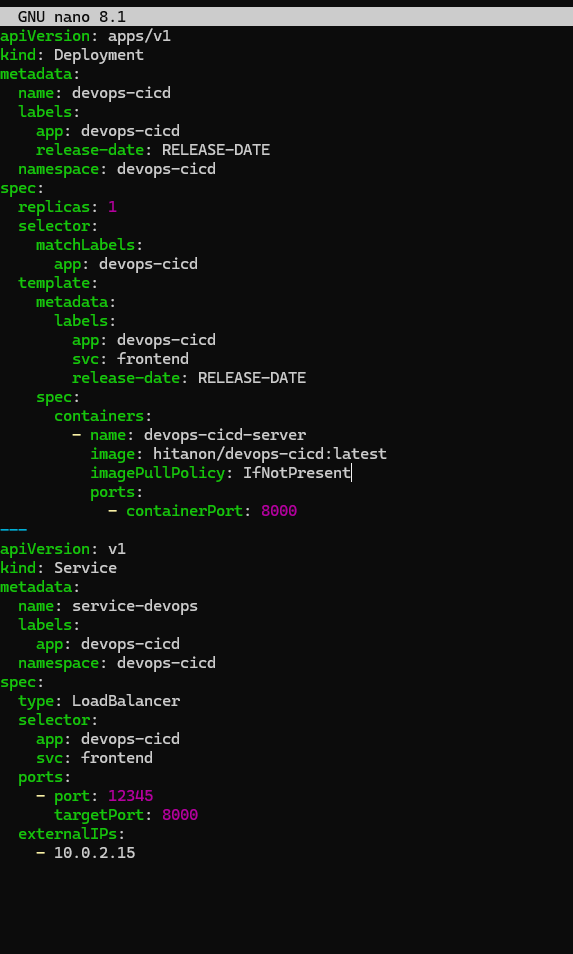 GNU nano 8.1
apiVersion: apps/v1
kind: Deployment
metadata:
  name: devops-cicd
  labels:
    app: devops-cicd
    release-date: RELEASE-DATE
  namespace: devops-cicd
spec:
  replicas: 1
  selector:
    matchLabels:
      app: devops-cicd
  template:
    metadata:
      labels:
        app: devops-cicd
        svc: frontend
        release-date: RELEASE-DATE
    spec:
      containers:
        - name: devops-cicd-server
          image: hitanon/devops-cicd:latest
          imagePullPolicy: IfNotPresent
          ports:
            - containerPort: 8000
---
apiVersion: v1
kind: Service
metadata:
  name: service-devops
  labels:
    app: devops-cicd
  namespace: devops-cicd
spec:
  type: LoadBalancer
  selector:
    app: devops-cicd
    svc: frontend
  ports:
    - port: 12345
      targetPort: 8000
  externalIPs:
    - 10.0.2.15